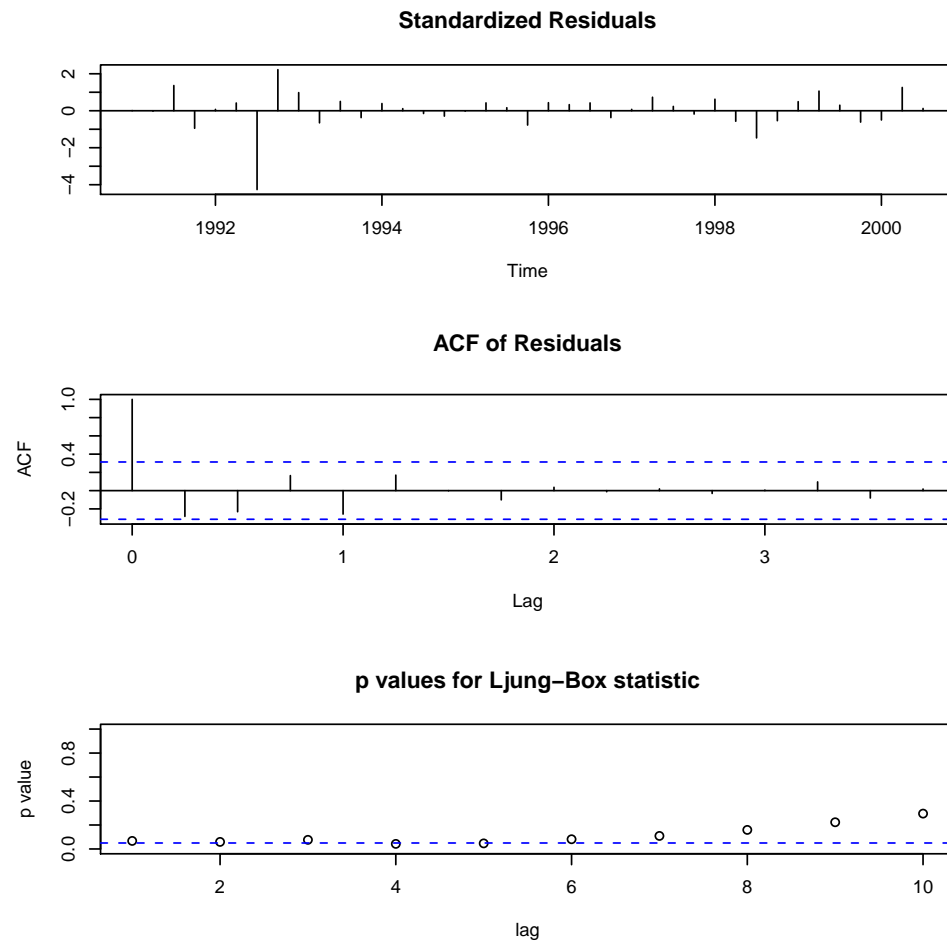 Standardized Residuals
2
0
−2
−4
1992 1994 1996 1998 2000
Time
ACF of Residuals
1.0
0.4
−0.2
ACF
0 1 2 3
Lag
p values for Ljung−Box statistic
0.8
0.4
0.0
p value
2 4 6 8 10
lag